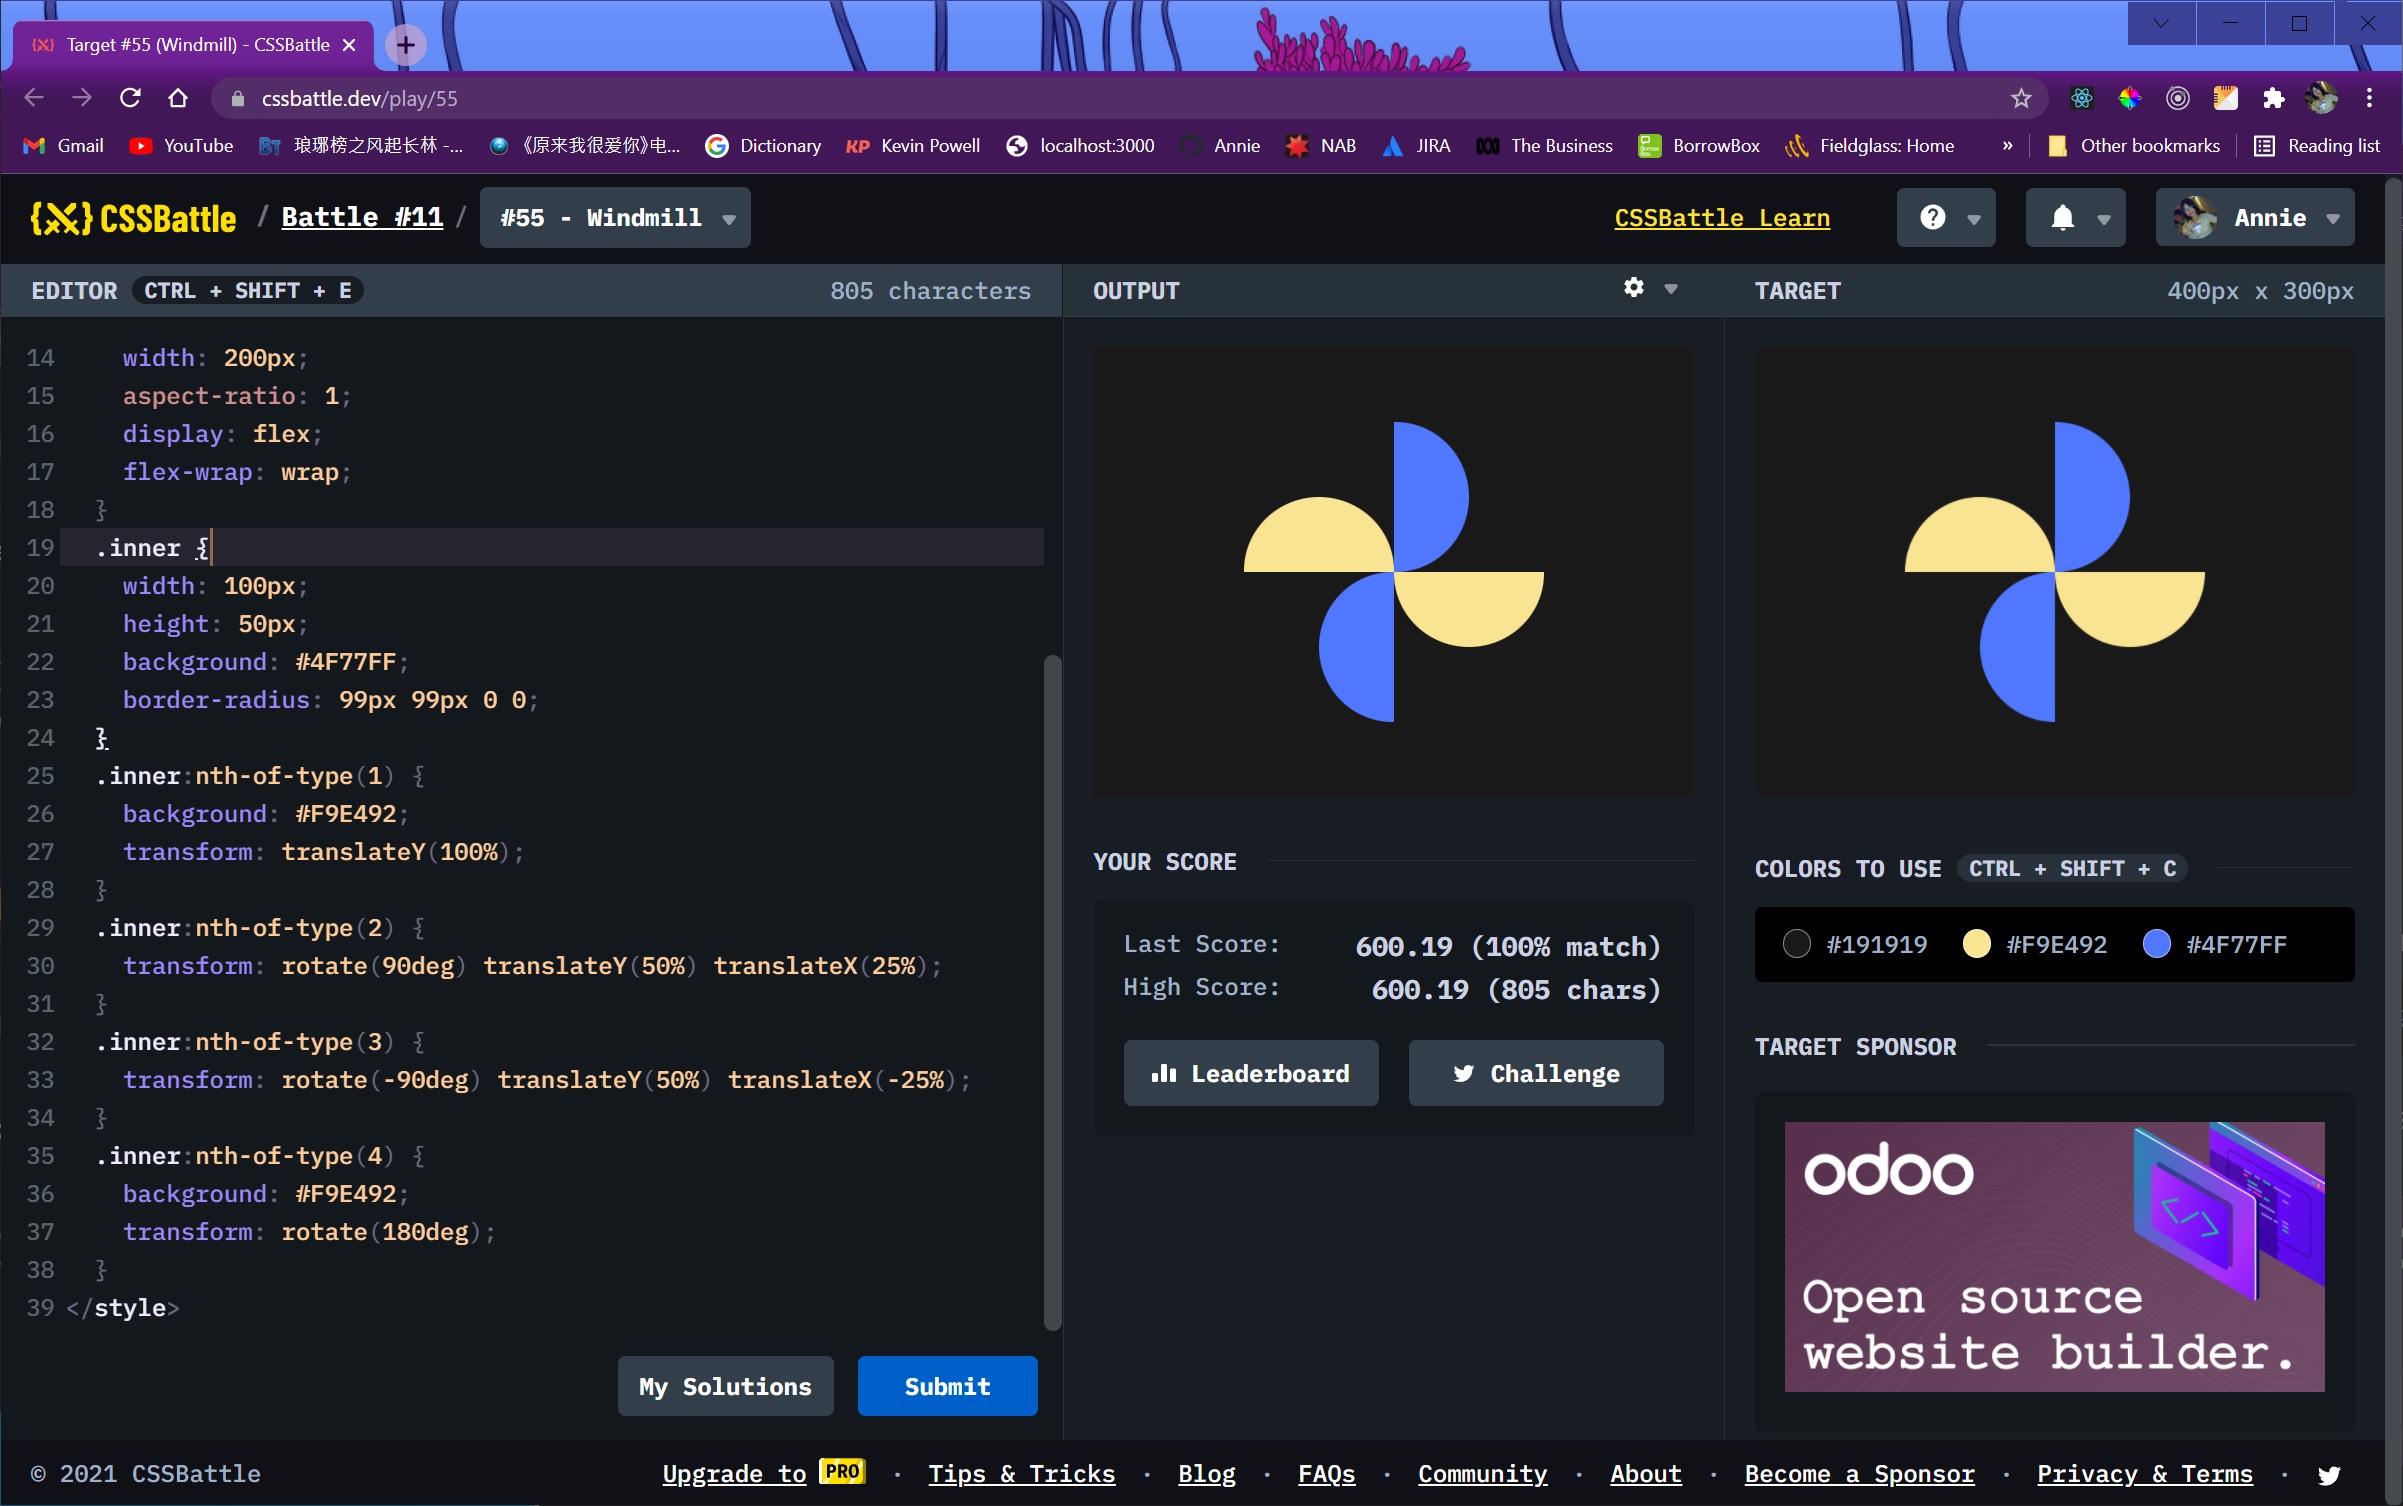 Target #55 (Windmill) - CSSBattle
cssbattle.dev/play/55
Gmail YouTube 琅琊榜之风起长林 -... 《原来我很爱你》电... Dictionary KP Kevin Powell localhost:3000 Annie NAB JIRA The Business BorrowBox Fieldglass: Home » Other bookmarks Reading list
CSSBattle / Battle #11 / #55 - Windmill CSSBattle Learn Annie
EDITOR CTRL + SHIFT + E 805 characters
OUTPUT
TARGET 400px x 300px
14 width: 200px;
15 aspect-ratio: 1;
16 display: flex;
17 flex-wrap: wrap;
18 }
19 .inner {
20 width: 100px;
21 height: 50px;
22 background: #4F77FF;
23 border-radius: 99px 99px 0 0;
24 }
25 .inner:nth-of-type(1) {
26 background: #F9E492;
27 transform: translateY(100%);
28 }
29 .inner:nth-of-type(2) {
30 transform: rotate(90deg) translateY(50%) translateX(25%);
31 }
32 .inner:nth-of-type(3) {
33 transform: rotate(-90deg) translateY(50%) translateX(-25%);
34 }
35 .inner:nth-of-type(4) {
36 background: #F9E492;
37 transform: rotate(180deg);
38 }
39 </style>
My Solutions Submit
YOUR SCORE
Last Score: 600.19 (100% match)
High Score: 600.19 (805 chars)
Leaderboard Challenge
COLORS TO USE CTRL + SHIFT + C
#191919 #F9E492 #4F77FF
TARGET SPONSOR
odoo
Open source
website builder.
© 2021 CSSBattle Upgrade to PRO · Tips & Tricks · Blog · FAQs · Community · About · Become a Sponsor · Privacy & Terms ·